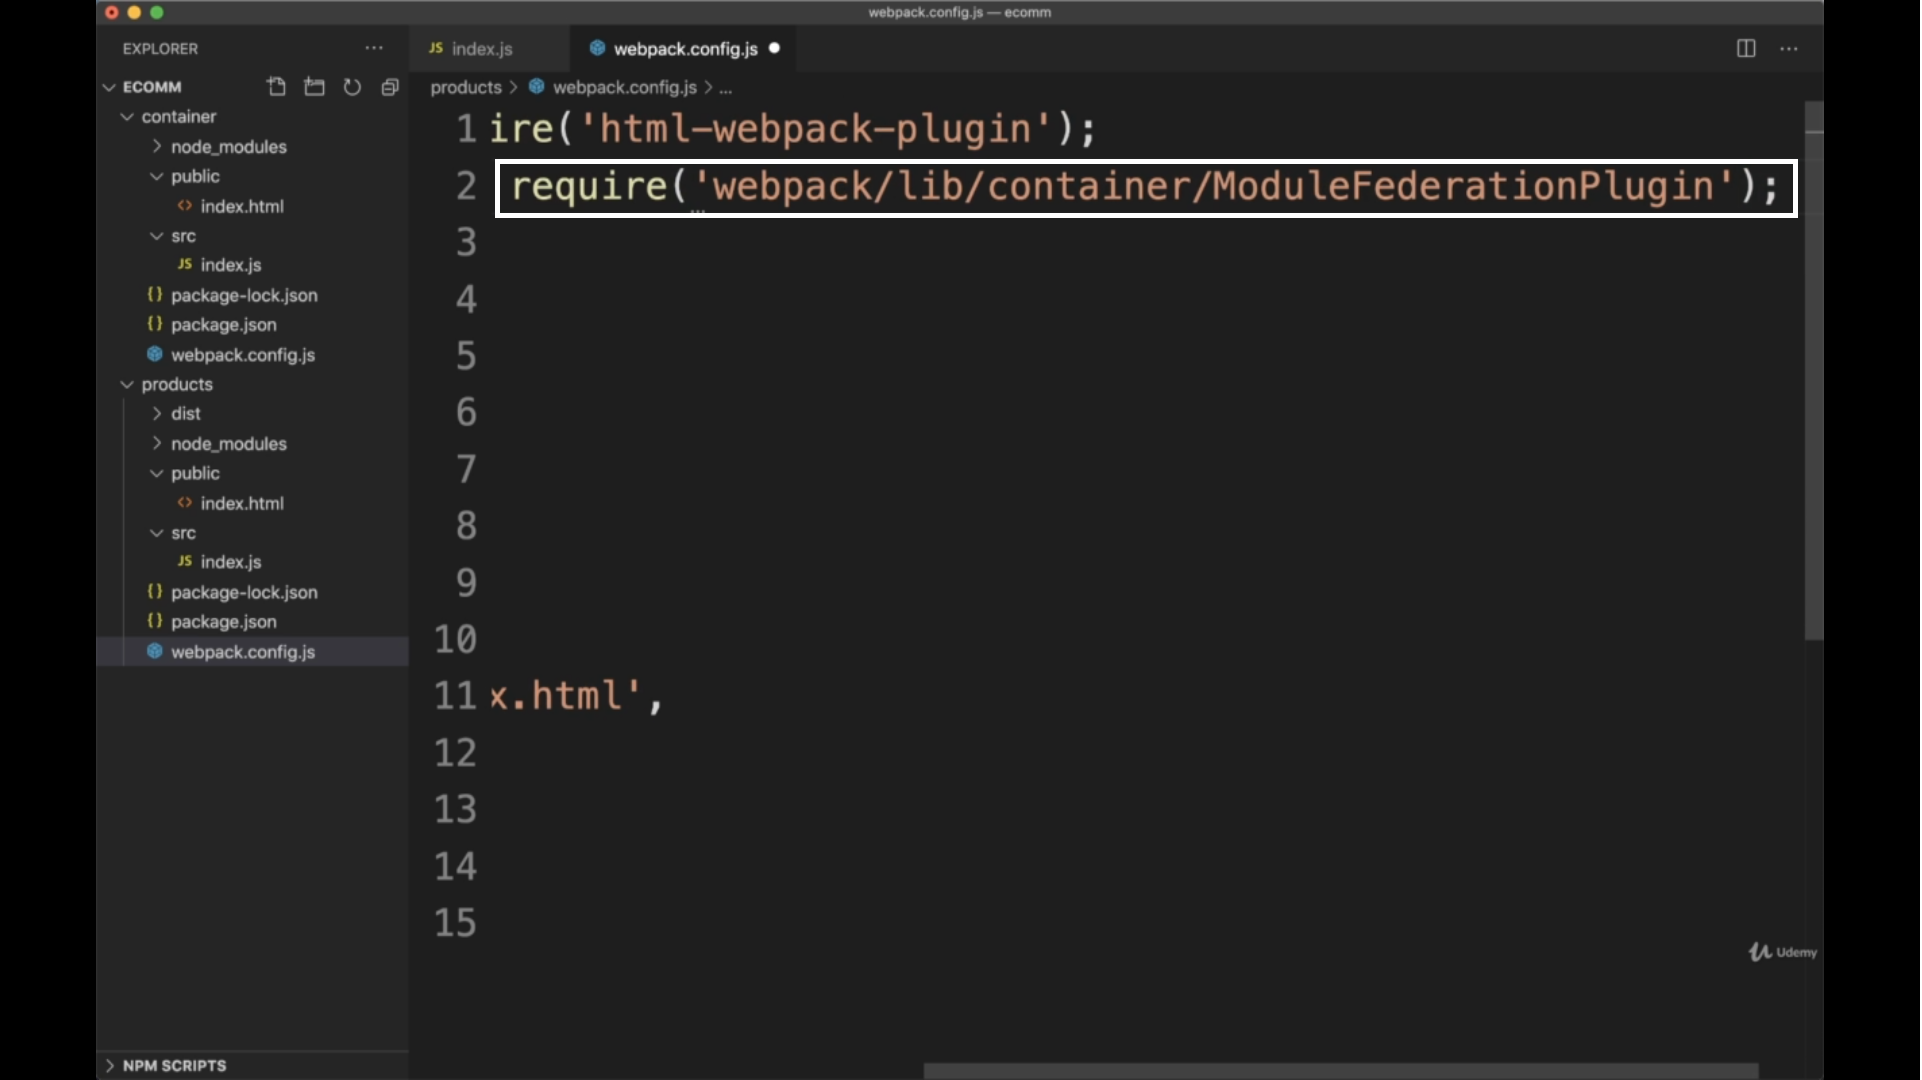 webpack.config.js — ecomm
EXPLORER
ECOMM
container
node_modules
public
index.html
src
index.js
package-lock.json
package.json
webpack.config.js
products
dist
node_modules
public
index.html
src
index.js
package-lock.json
package.json
webpack.config.js
NPM SCRIPTS
JS index.js
webpack.config.js
products > webpack.config.js > ...
1 ire('html-webpack-plugin');
2 require('webpack/lib/container/ModuleFederationPlugin');
3
4
5
6
7
8
9
10
11 x.html',
12
13
14
15
Udemy